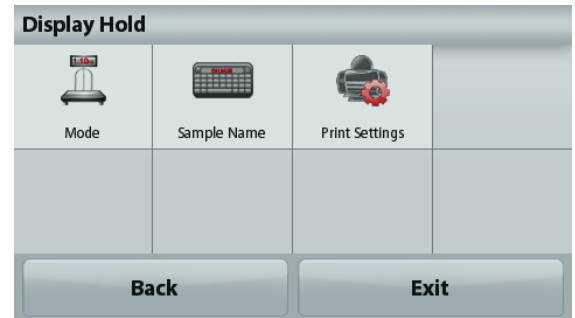 Display Hold
Mode
Sample Name
Print Settings
Back
Exit